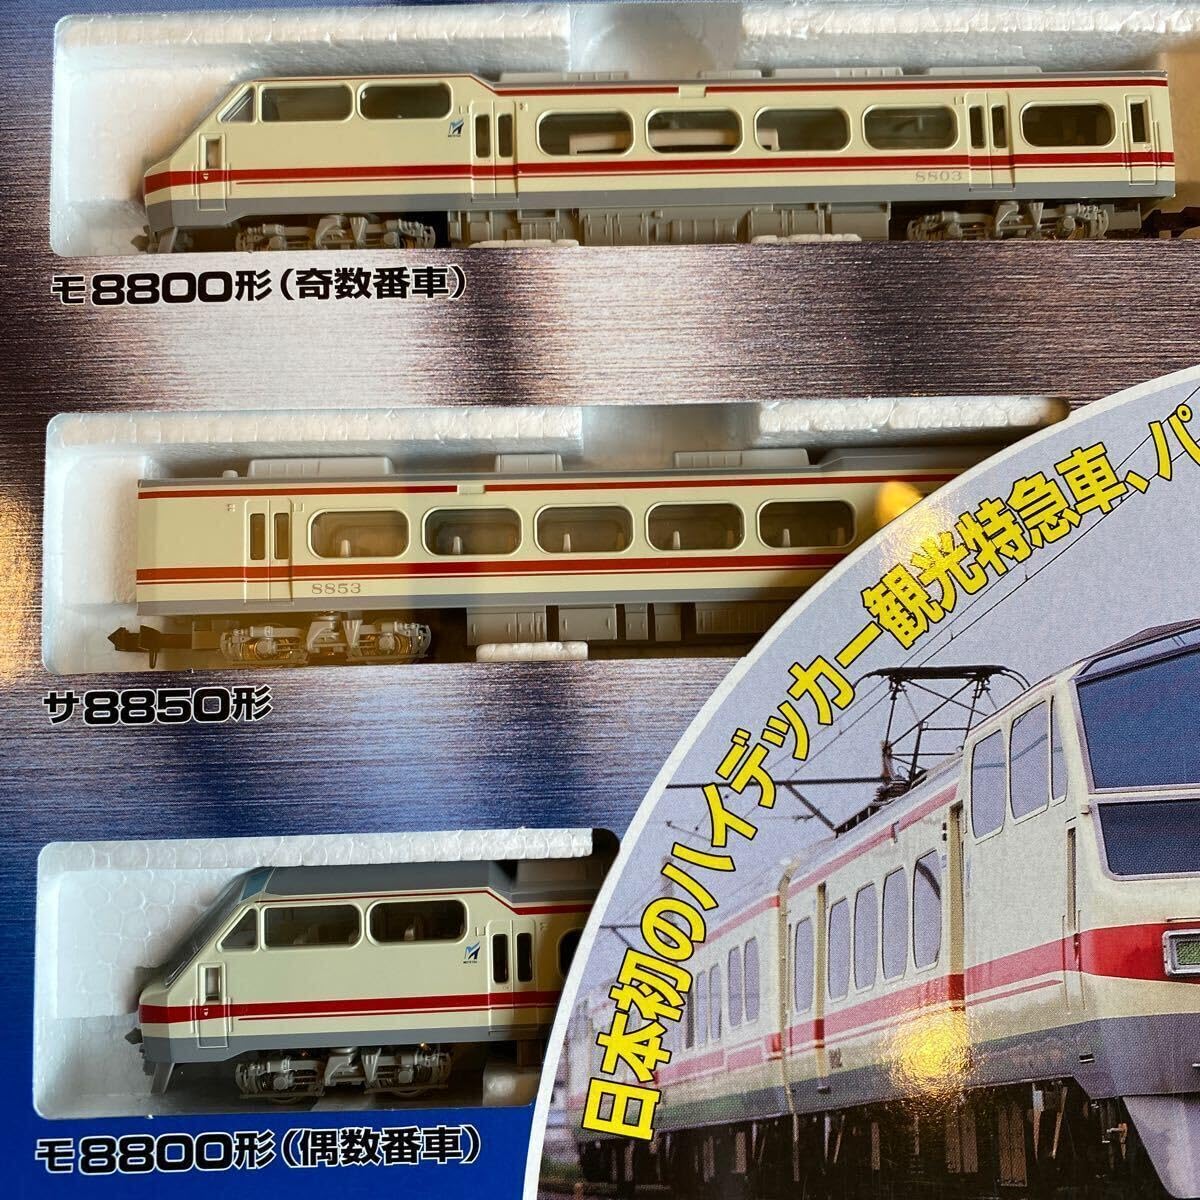 8803
モ8800形(奇数番車)
8853
サ8850形
モ8800形(偶数番車)
日本初のハイデッカー観光特急車、パ